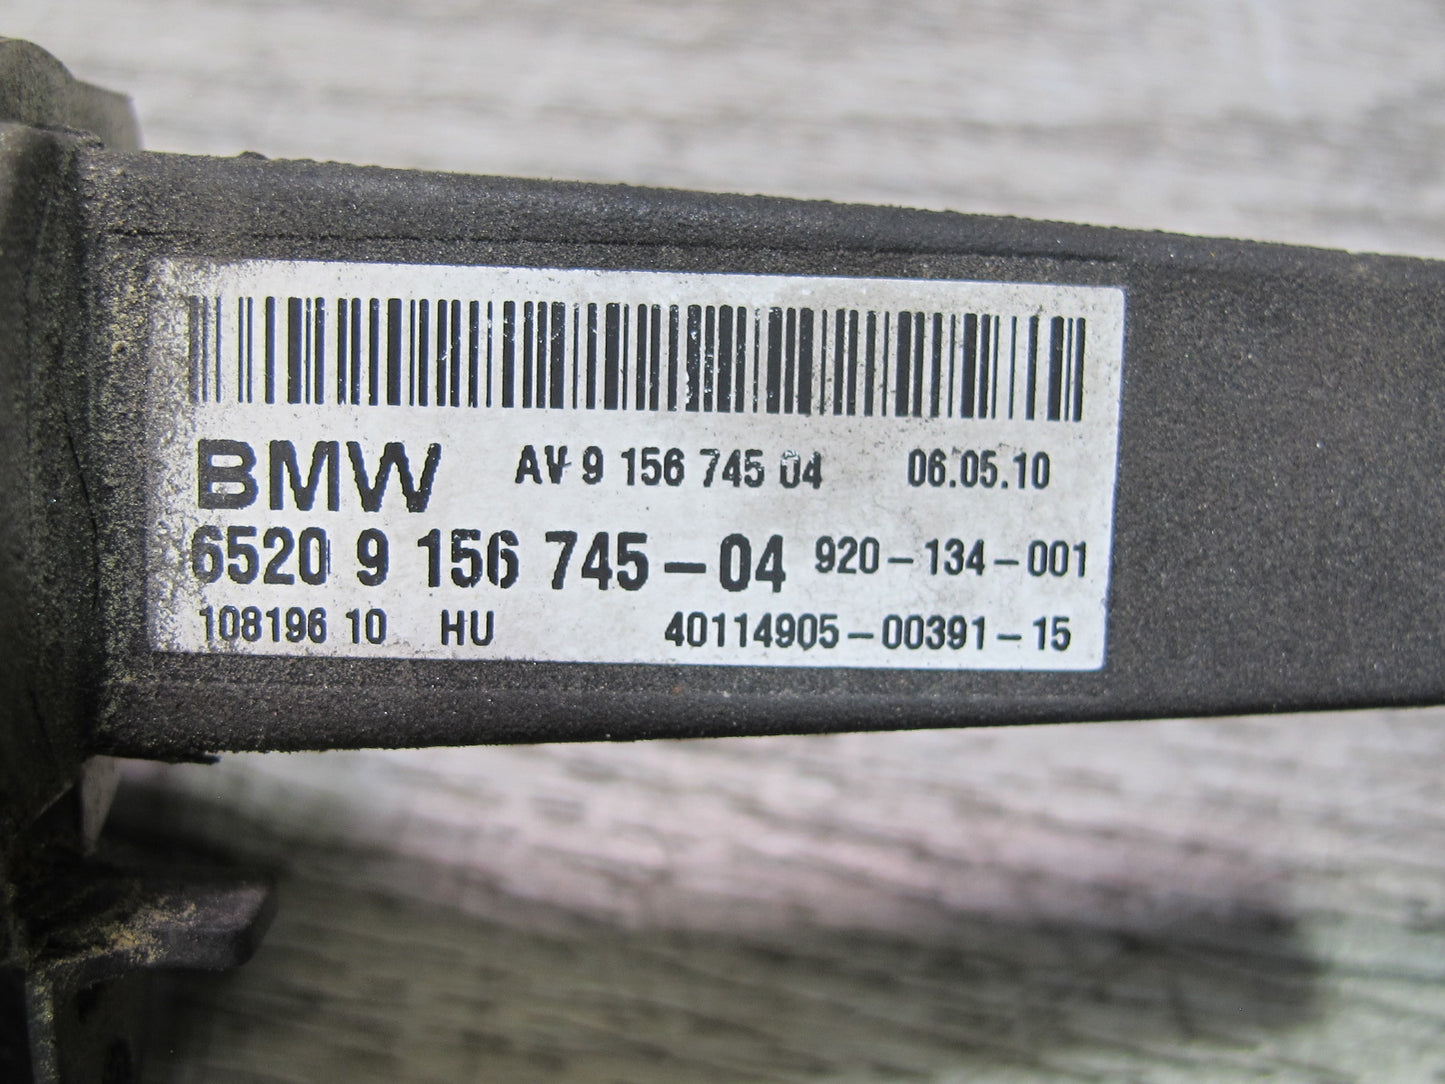 BMW AV 9 156 745 04 06.05.10
6520 9 156 745-04 920-134-001
108196 10 HU 40114905-00391-15